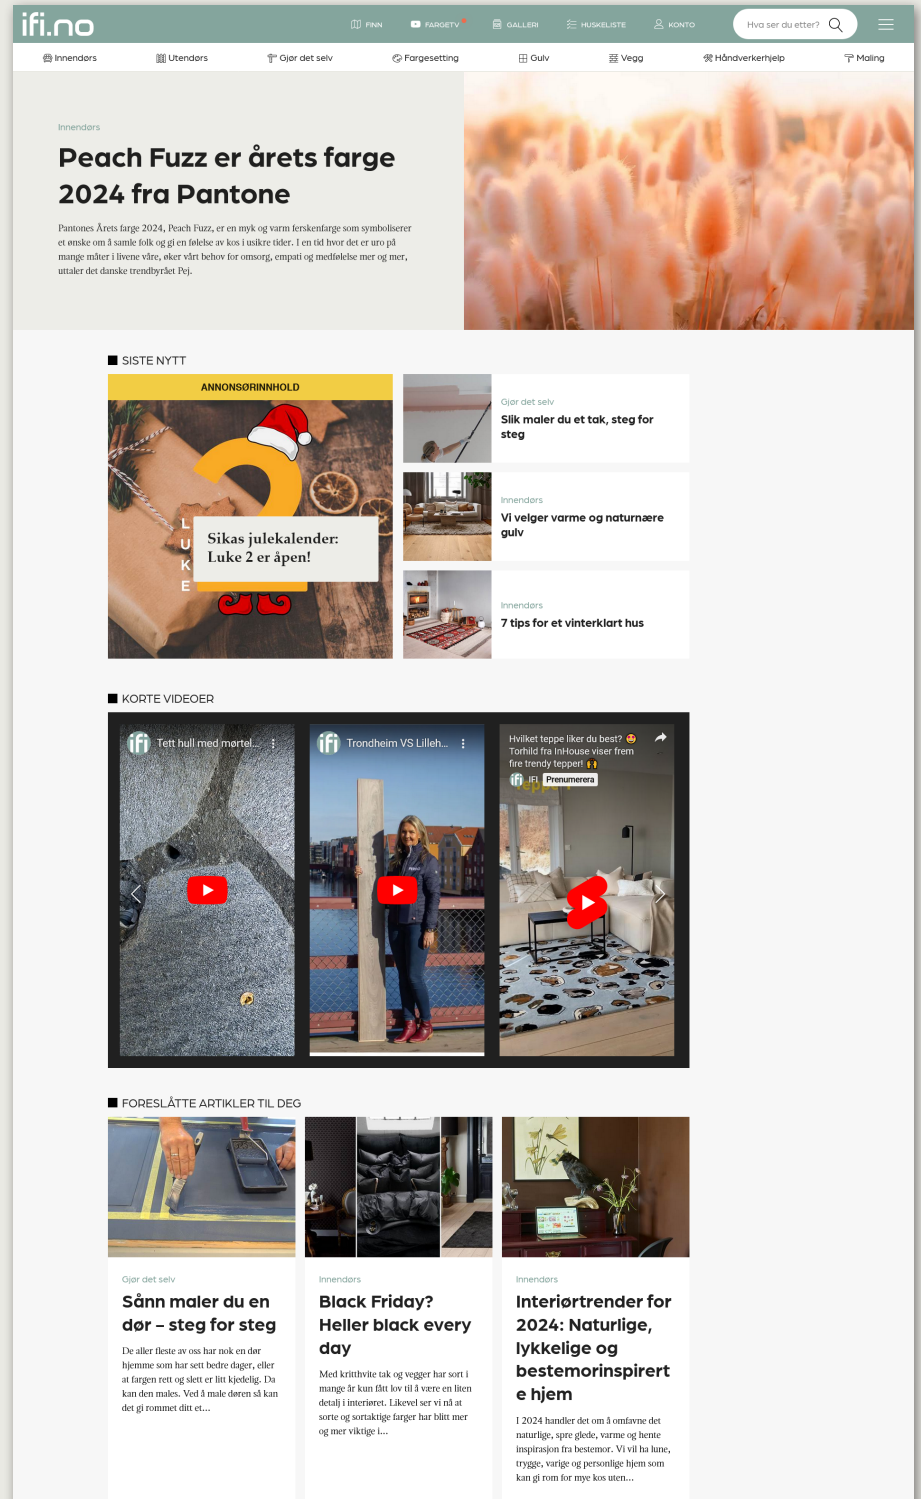 ifi.no
FINN
FARGETV
GALLERI
HUSKELISTE
KONTO
Hva ser du etter?
Innendørs
Utendørs
Gjør det selv
Fargesetting
Gulv
Vegg
Håndverkerhjelp
Maling
Innendørs
Peach Fuzz er årets farge
2024 fra Pantone
Pantones Årets farge 2024, Peach Fuzz, er en myk og varm ferskenfarge som symboliserer
et ønske om å samle folk og gi en følelse av kos i usikre tider. I en tid hvor det er uro på
mange måter i livene våre, øker vårt behov for omsorg, empati og medfølelse mer og mer,
uttaler det danske trendbyrået Pej.
SISTE NYTT
ANNONSØRINNHOLD
2
LUKE
Sikas julekalender:
Luke 2 er åpen!
Gjør det selv
Slik maler du et tak, steg for
steg
Innendørs
Vi velger varme og naturnære
gulv
Innendørs
7 tips for et vinterklart hus
KORTE VIDEOER
ifi
Tett hull med mørtel...
ifi
Trondheim VS Lilleh...
Hvilket teppe liker du best? 🤩
Torhild fra InHouse viser frem
fire trendy tepper! 🙌
ifi
IFI
Prenumerera
Teppe 1
FORESLÅTTE ARTIKLER TIL DEG
Gjør det selv
Sånn maler du en
dør – steg for steg
De aller fleste av oss har nok en dør
hjemme som har sett bedre dager, eller
at fargen rett og slett er litt kjedelig. Da
kan den males. Ved å male døren så kan
det gi rommet ditt et...
Innendørs
Black Friday?
Heller black every
day
Med kritthvite tak og vegger har sort i
mange år kun fått lov til å være en liten
detalj i interiøret. Likevel ser vi nå at
sorte og sortaktige farger har blitt mer
og mer viktige i...
Innendørs
Interiørtrender for
2024: Naturlige,
lykkelige og
bestemorinspirert
e hjem
I 2024 handler det om å omfavne det
naturlige, spre glede, varme og hente
inspirasjon fra bestemor. Vi vil ha lune,
trygge, varige og personlige hjem som
kan gi rom for mye kos uten...